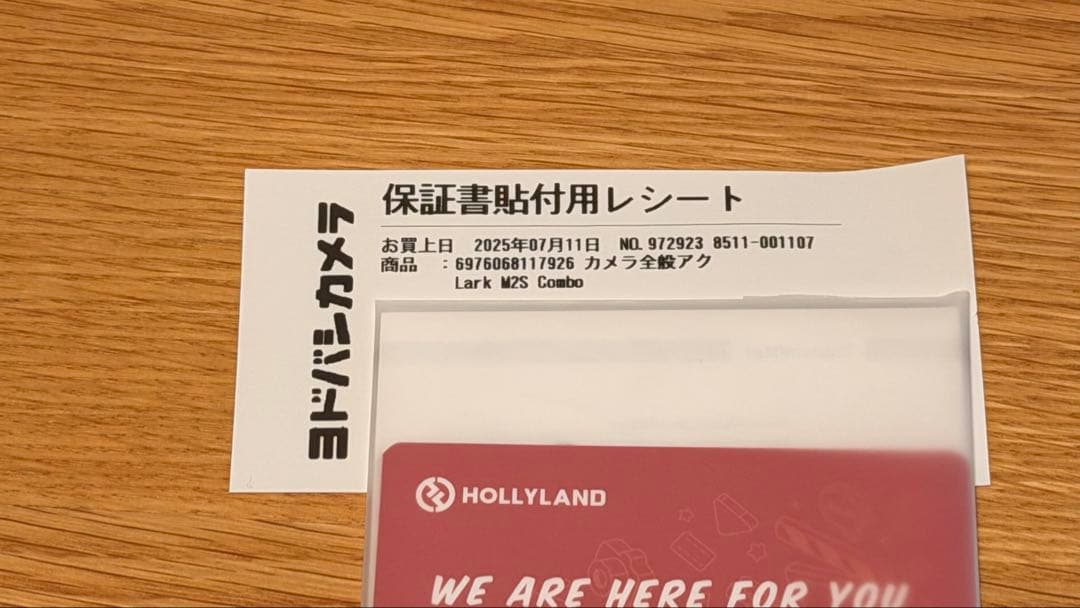 ヨドバシカメラ
保証書貼付用レシート
お買上日 2025年07月11日 NO. 972923 8511-001107
商品 :6976068117926 カメラ全般アク
Lark M2S Combo
HOLLYLAND
WE ARE HERE FOR YOU